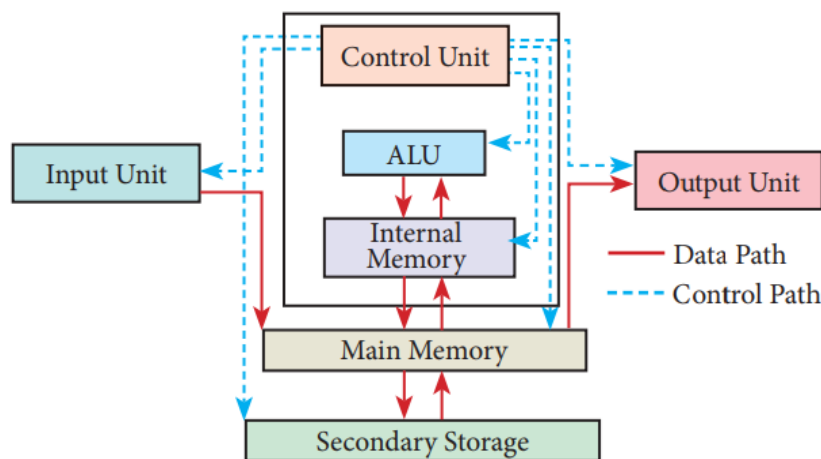 Control Unit
ALU
Input Unit
Output Unit
Internal
Memory
Data Path
Control Path
Main Memory
Secondary Storage